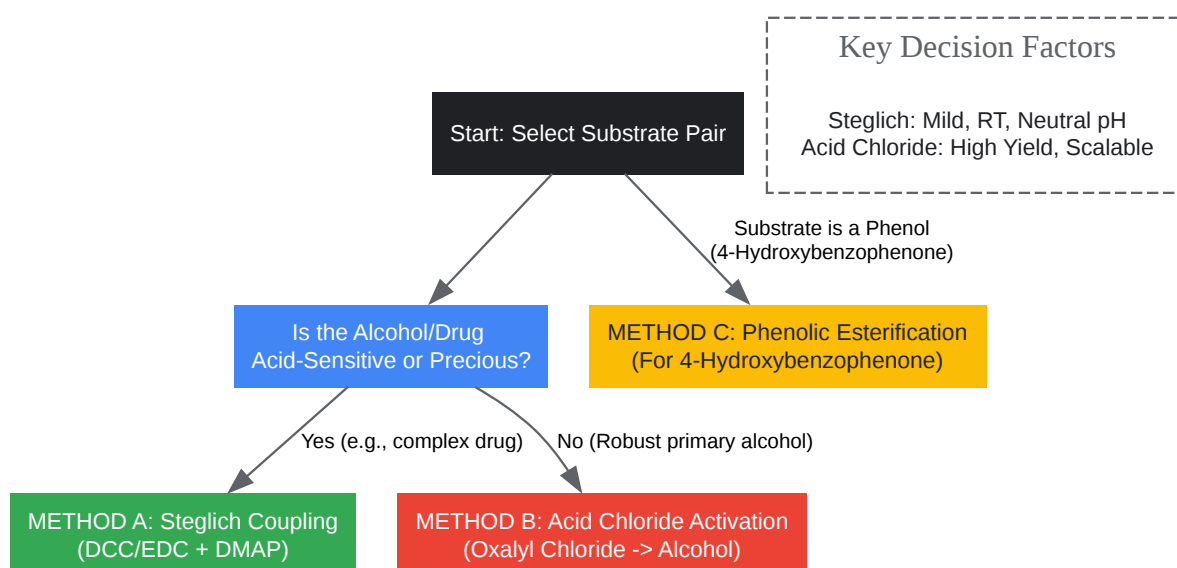 Key Decision Factors
Steglich: Mild, RT, Neutral pH
Acid Chloride: High Yield, Scalable
Start: Select Substrate Pair
Substrate is a Phenol
(4-Hydroxybenzophenone)
Is the Alcohol/Drug
Acid-Sensitive or Precious?
METHOD C: Phenolic Esterification
(For 4-Hydroxybenzophenone)
Yes (e.g., complex drug)
No (Robust primary alcohol)
METHOD A: Steglich Coupling
(DCC/EDC + DMAP)
METHOD B: Acid Chloride Activation
(Oxalyl Chloride -> Alcohol)